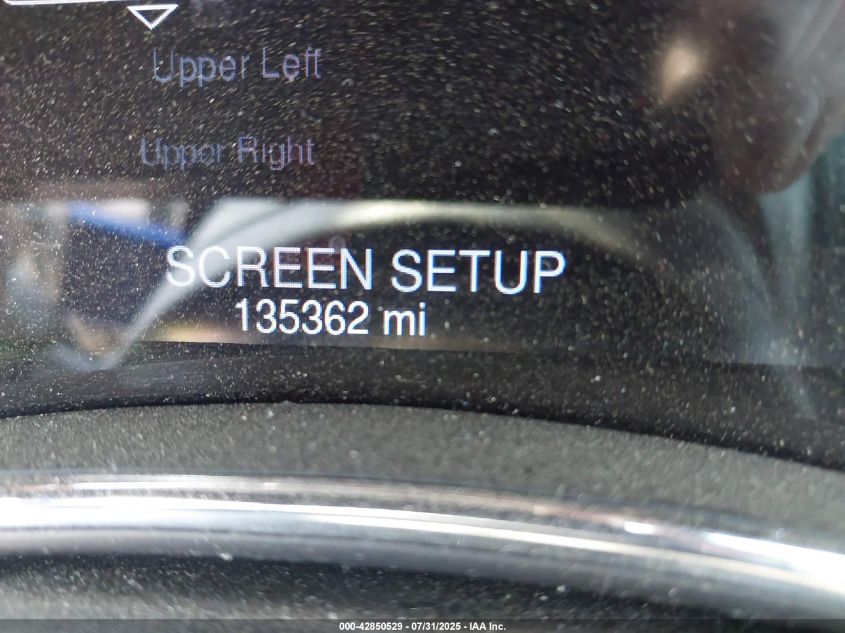 Upper Left
Upper Right
SCREEN SETUP
135362 mi
000-42850529 - 07/31/2025 - IAA Inc.